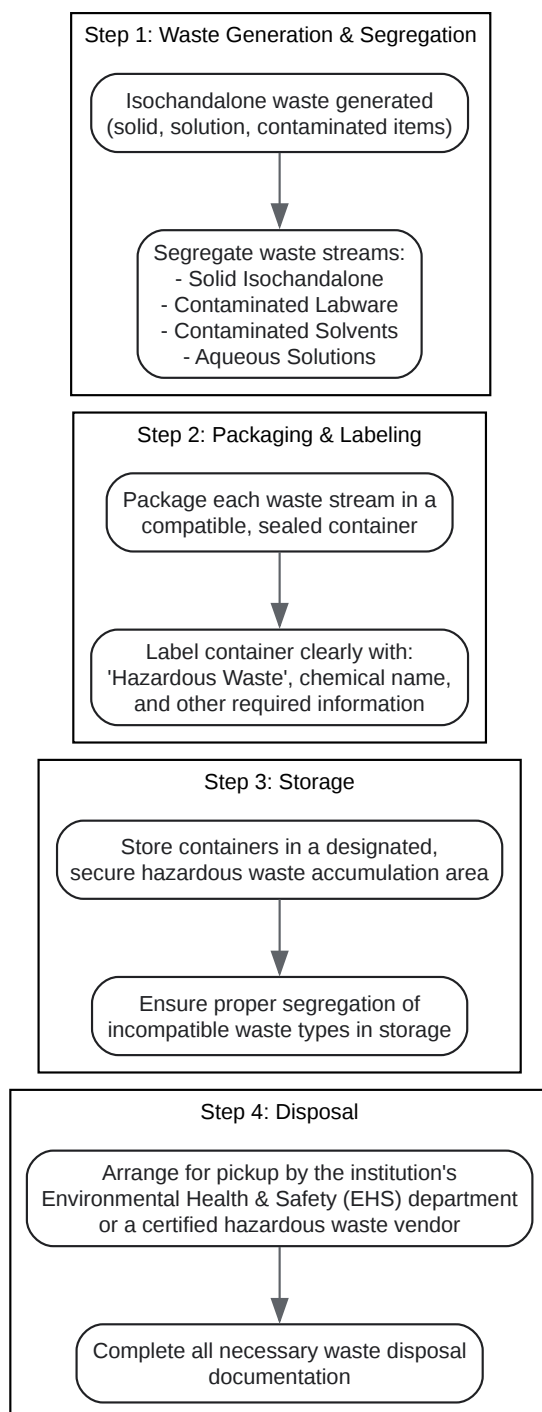 Step 1: Waste Generation & Segregation
Isochandalone waste generated
(solid, solution, contaminated items)
Segregate waste streams:
- Solid Isochandalone
- Contaminated Labware
- Contaminated Solvents
- Aqueous Solutions
Step 2: Packaging & Labeling
Package each waste stream in a
compatible, sealed container
Label container clearly with:
'Hazardous Waste', chemical name,
and other required information
Step 3: Storage
Store containers in a designated,
secure hazardous waste accumulation area
Ensure proper segregation of
incompatible waste types in storage
Step 4: Disposal
Arrange for pickup by the institution's
Environmental Health & Safety (EHS) department
or a certified hazardous waste vendor
Complete all necessary waste disposal
documentation